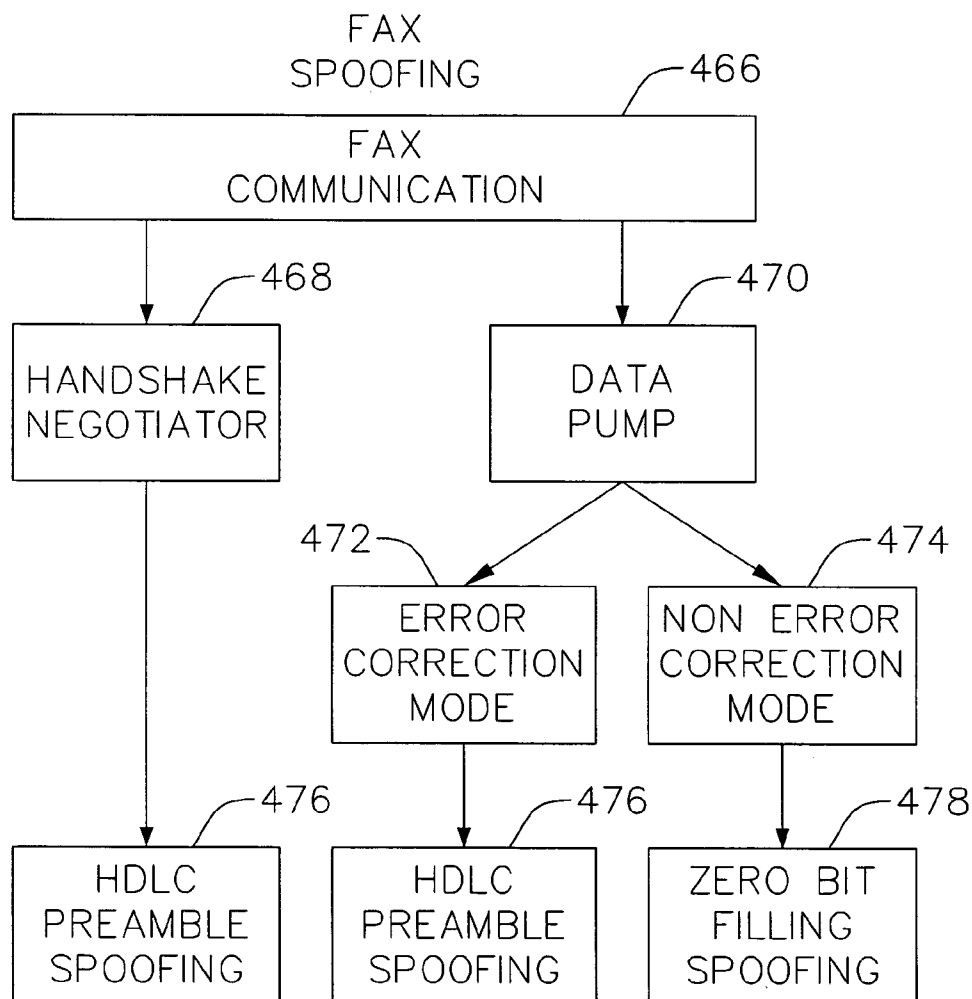 FAX
SPOOFING
466
FAX
COMMUNICATION
468
470
HANDSHAKE
NEGOTIATOR
DATA
PUMP
472
474
ERROR
CORRECTION
MODE
NON ERROR
CORRECTION
MODE
476
476
478
HDLC
PREAMBLE
SPOOFING
HDLC
PREAMBLE
SPOOFING
ZERO BIT
FILLING
SPOOFING